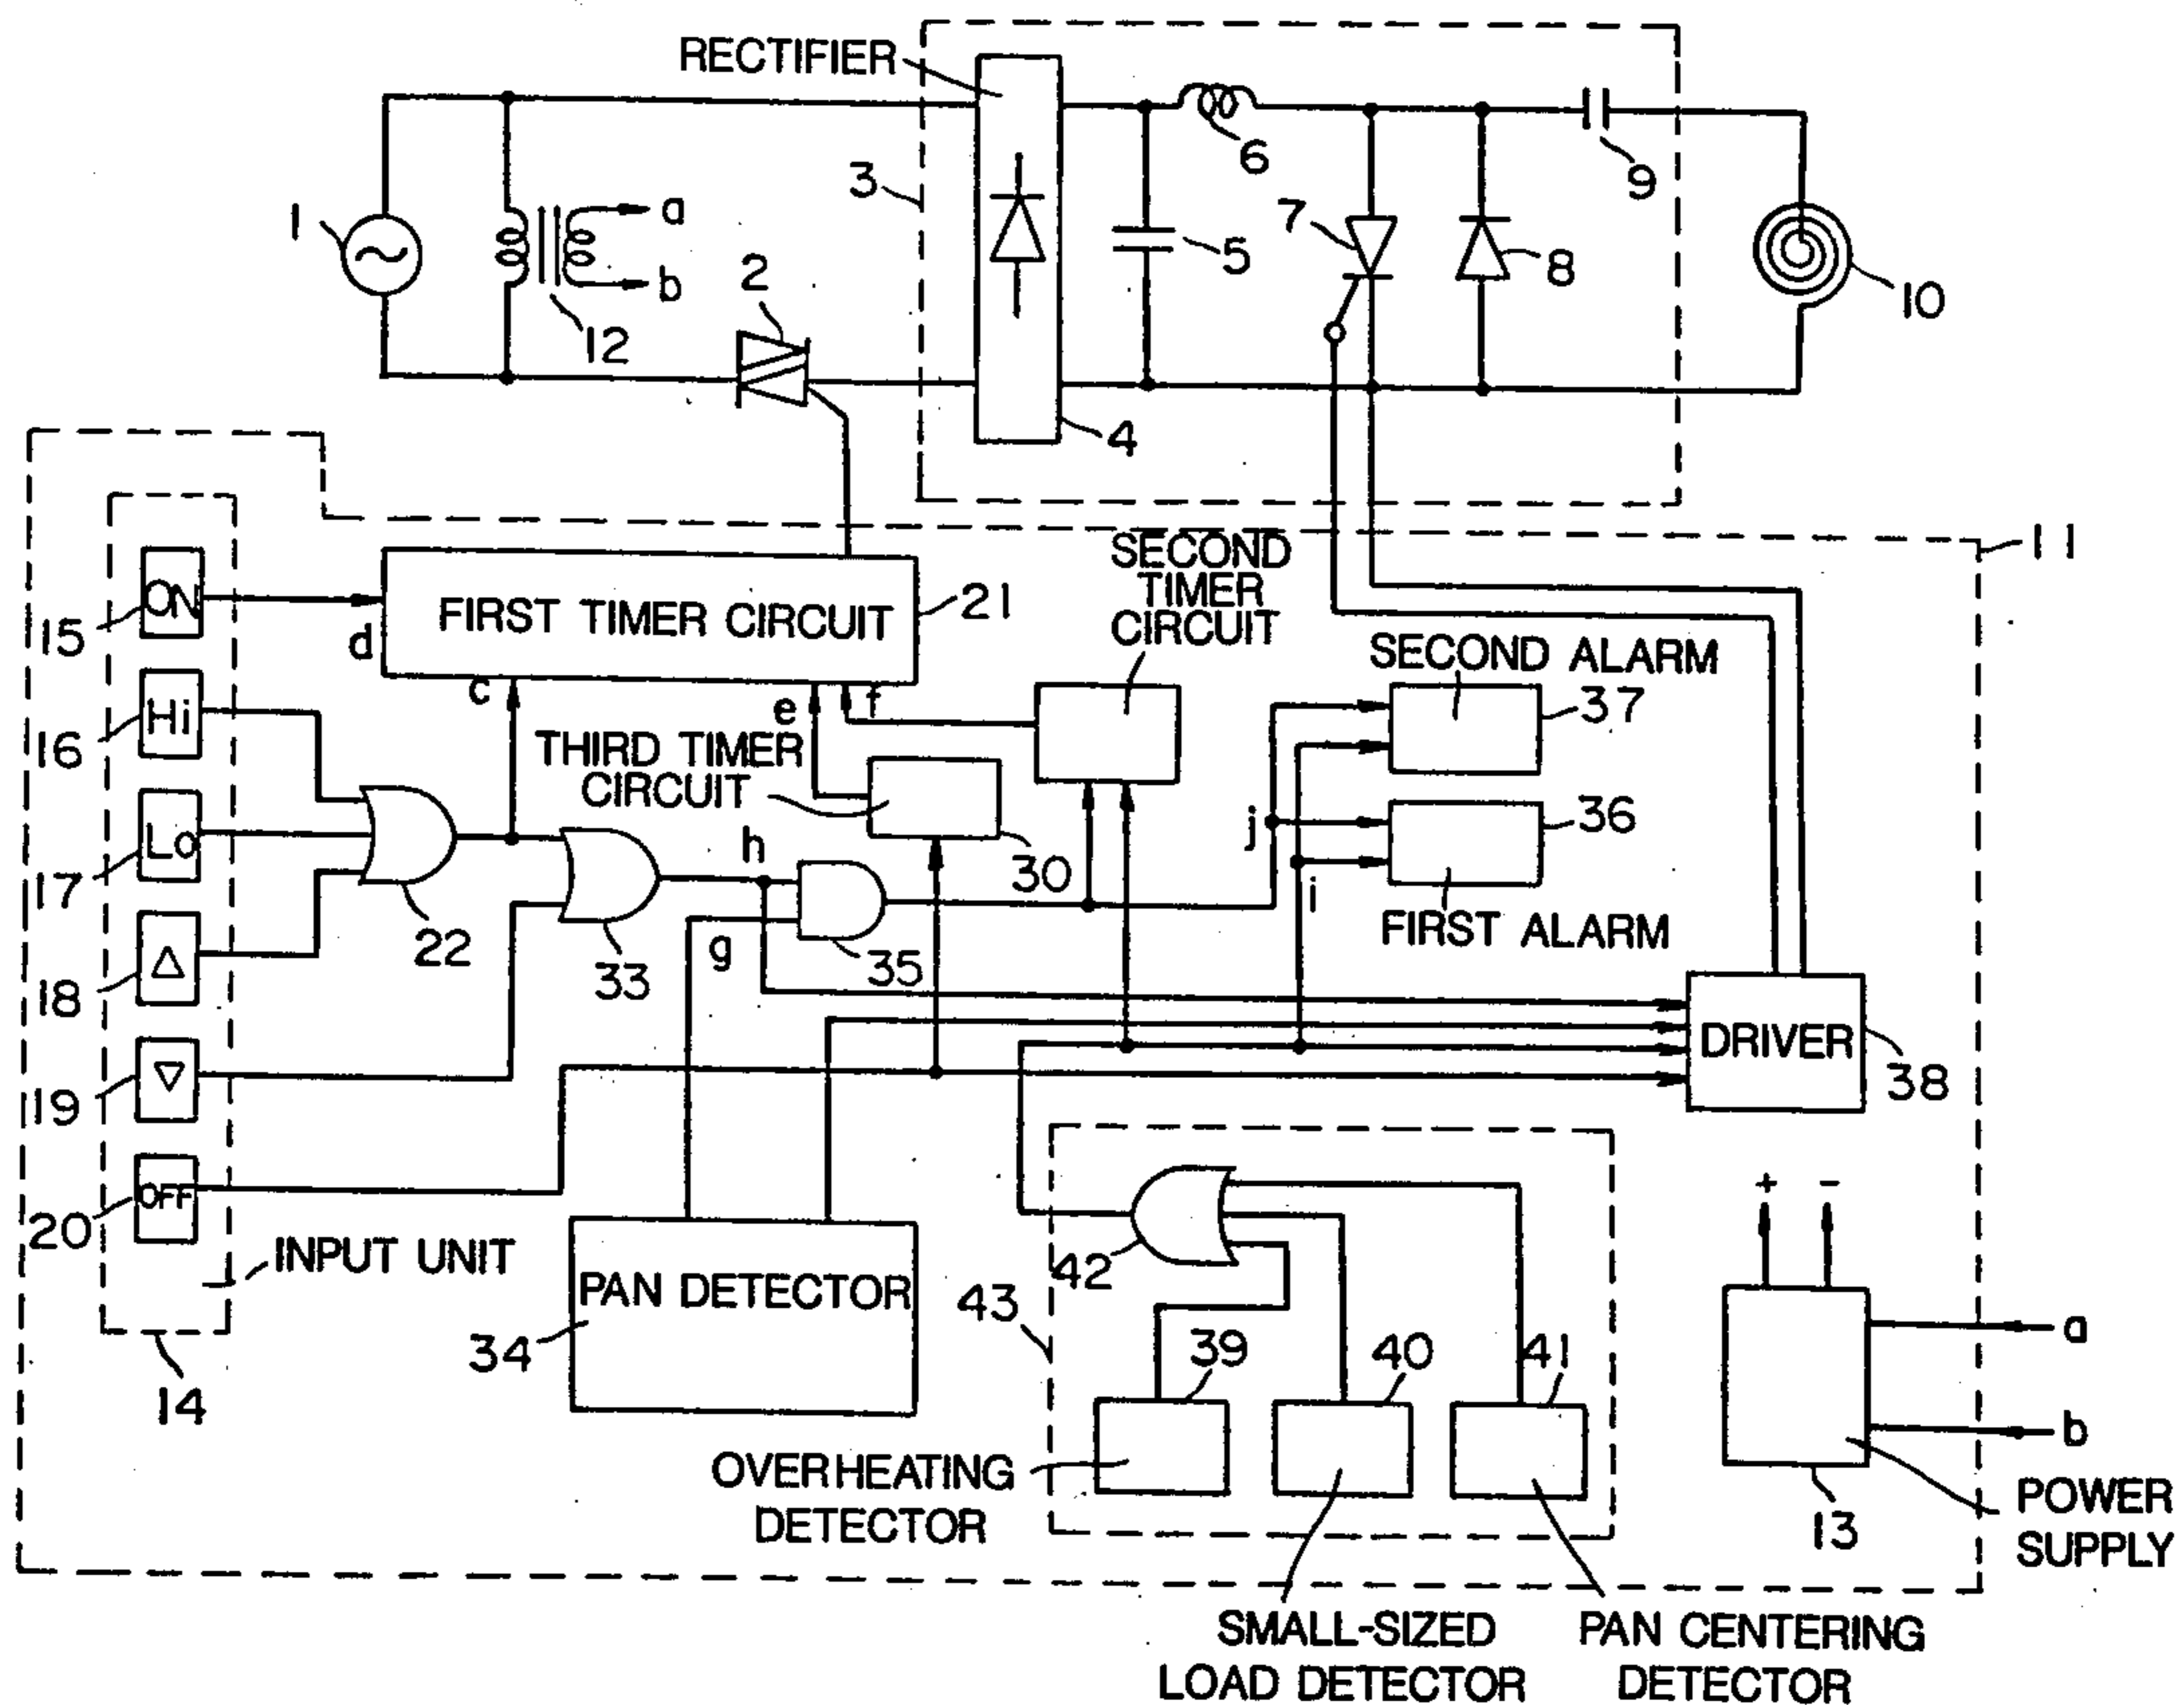 RECTIFIER
1
a
b
12
2
3
4
5
6
7
8
9
10
11
ON
15
d
FIRST TIMER CIRCUIT
21
SECOND
TIMER
CIRCUIT
SECOND ALARM
37
Hi
16
c
e
f
THIRD TIMER
CIRCUIT
30
Lo
17
22
h
j
36
i
FIRST ALARM
△
18
33
g
35
DRIVER
38
▽
19
OFF
20
INPUT UNIT
14
PAN DETECTOR
34
42
43
39
40
41
+
-
a
b
13
POWER
SUPPLY
OVERHEATING
DETECTOR
SMALL-SIZED
LOAD DETECTOR
PAN CENTERING
DETECTOR